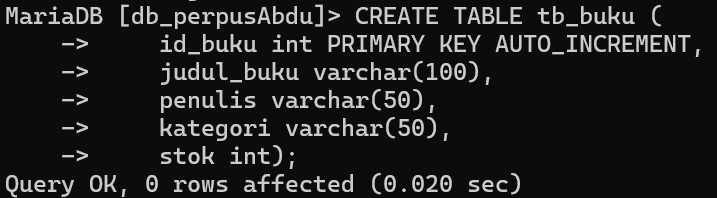 MariaDB [db_perpusAbdu]> CREATE TABLE tb_buku (
    ->     id_buku int PRIMARY KEY AUTO_INCREMENT,
    ->     judul_buku varchar(100),
    ->     penulis varchar(50),
    ->     kategori varchar(50),
    ->     stok int);
Query OK, 0 rows affected (0.020 sec)